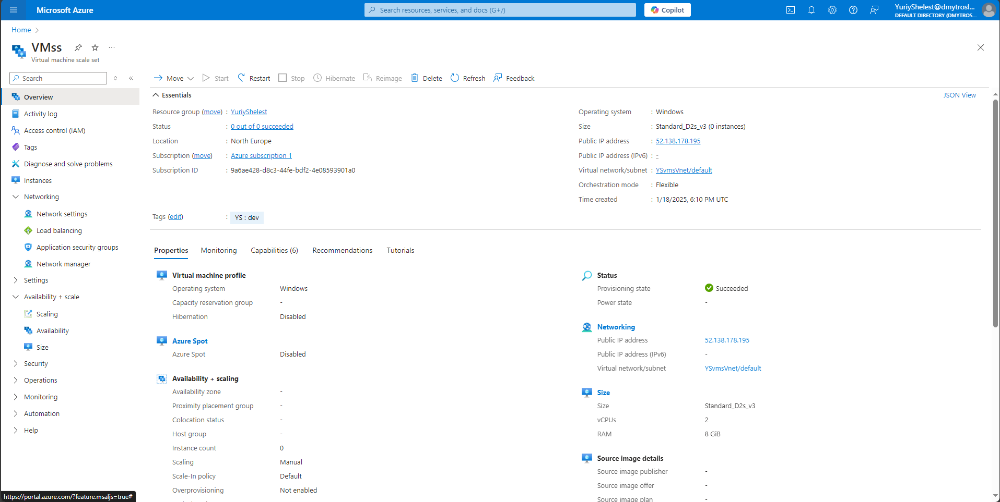 Microsoft Azure
Search resources, services, and docs (G+/)
Copilot
YuriyShelest@dmytrosl...
DEFAULT DIRECTORY (DMYTROS...
Home
VMss
Virtual machine scale set
Search
Move
Start
Restart
Stop
Hibernate
Reimage
Delete
Refresh
Feedback
Overview
Activity log
Access control (IAM)
Tags
Diagnose and solve problems
Instances
Networking
Network settings
Load balancing
Application security groups
Network manager
Settings
Availability + scale
Scaling
Availability
Size
Security
Operations
Monitoring
Automation
Help
Essentials
JSON View
Resource group (move) : YuriyShelest
Status : 0 out of 0 succeeded
Location : North Europe
Subscription (move) : Azure subscription 1
Subscription ID : 9a6ae428-d8c3-44fe-bdf2-4e08593901a0
Operating system : Windows
Size : Standard_D2s_v3 (0 instances)
Public IP address : 52.138.178.195
Public IP address (IPv6) : -
Virtual network/subnet : YSvmsVnet/default
Orchestration mode : Flexible
Time created : 1/18/2025, 6:10 PM UTC
Tags (edit) : YS : dev
Properties
Monitoring
Capabilities (6)
Recommendations
Tutorials
Virtual machine profile
Operating system Windows
Capacity reservation group -
Hibernation Disabled
Azure Spot
Azure Spot Disabled
Availability + scaling
Availability zone -
Proximity placement group -
Colocation status -
Host group -
Instance count 0
Scaling Manual
Scale-In policy Default
Overprovisioning Not enabled
Status
Provisioning state Succeeded
Power state -
Networking
Public IP address 52.138.178.195
Public IP address (IPv6) -
Virtual network/subnet YSvmsVnet/default
Size
Size Standard_D2s_v3
vCPUs 2
RAM 8 GiB
Source image details
Source image publisher -
Source image offer -
Source image plan -
https://portal.azure.com/?feature.msaljs=true#